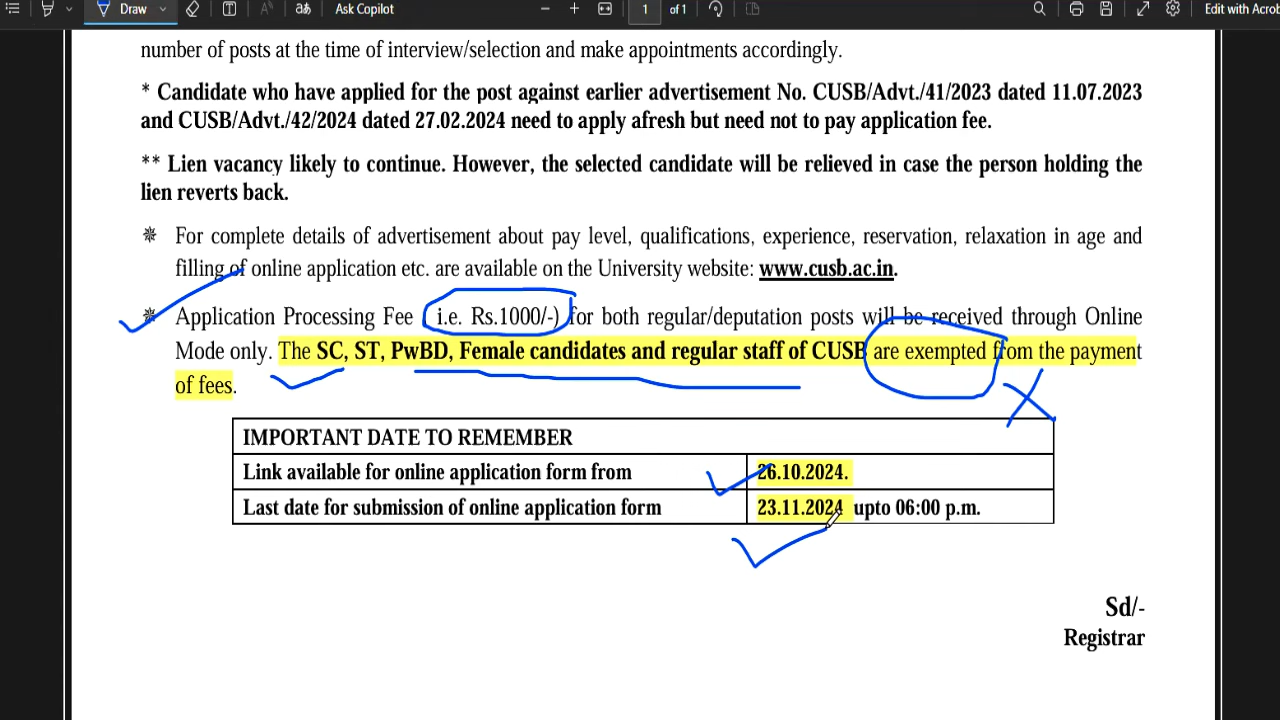 Draw
aあ
Ask Copilot
1 of 1
Edit with Acrob
number of posts at the time of interview/selection and make appointments accordingly.
* Candidate who have applied for the post against earlier advertisement No. CUSB/Advt./41/2023 dated 11.07.2023
and CUSB/Advt./42/2024 dated 27.02.2024 need to apply afresh but need not to pay application fee.
** Lien vacancy likely to continue. However, the selected candidate will be relieved in case the person holding the
lien reverts back.
* For complete details of advertisement about pay level, qualifications, experience, reservation, relaxation in age and
filling of online application etc. are available on the University website: www.cusb.ac.in.
* Application Processing Fee ( i.e. Rs.1000/-) for both regular/deputation posts will be received through Online
Mode only. The SC, ST, PwBD, Female candidates and regular staff of CUSB are exempted from the payment
of fees.
IMPORTANT DATE TO REMEMBER
Link available for online application form from 26.10.2024.
Last date for submission of online application form 23.11.2024 upto 06:00 p.m.
Sd/-
Registrar